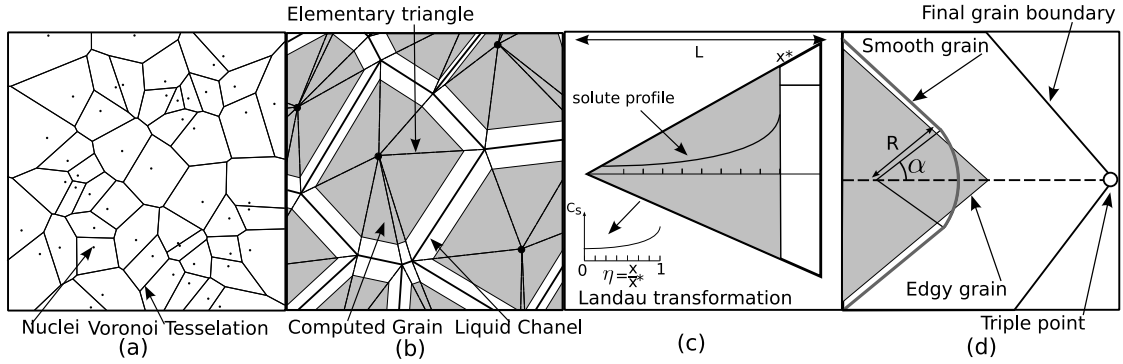 Elementary triangle
Final grain boundary
L
x*
Smooth grain
solute profile
R
α
Cs
0
η=x/x*
1
Landau transformation
Edgy grain
Nuclei
Voronoi Tesselation
Computed Grain
Liquid Chanel
Triple point
(a)
(b)
(c)
(d)